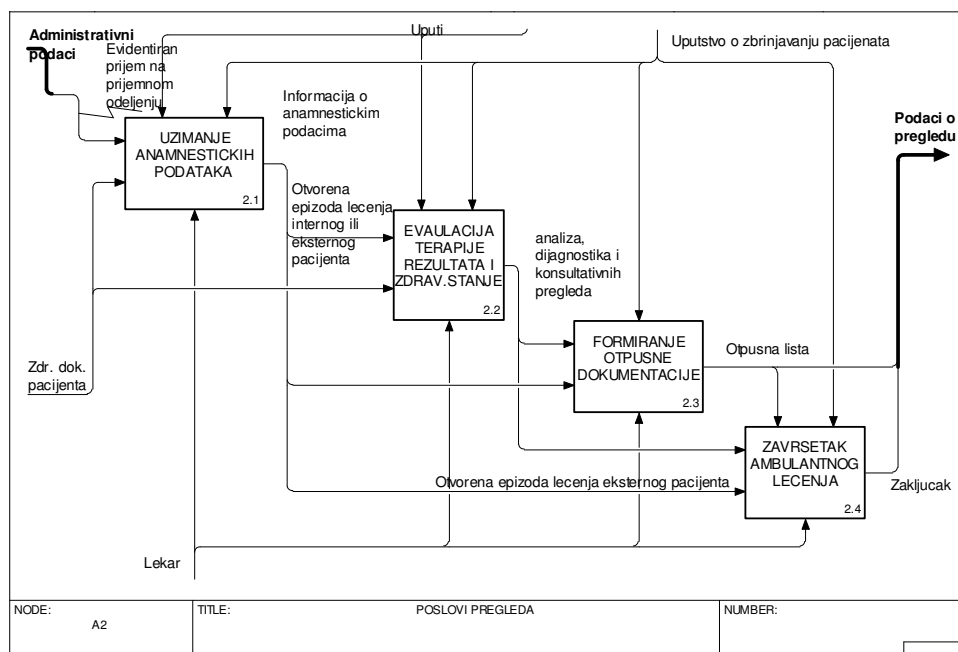 Administrativni
podaci
Evidentiran
prijem na
prijemnom
odeljenju
Uputi
Uputstvo o zbrinjavanju pacijenata
Informacija o
anamnestickim
podacima
UZIMANJE
ANAMNESTICKIH
PODATAKA
2.1
Podaci o
pregledu
Otvorena
epizoda lecenja
internog ili
eksternog
pacijenta
EVAULACIJA
TERAPIJE
REZULTATA I
ZDRAV.STANJE
2.2
analiza,
dijagnostika i
konsultativnih
pregleda
Zdr. dok.
pacijenta
FORMIRANJE
OTPUSNE
DOKUMENTACIJE
2.3
Otpusna lista
ZAVRSETAK
AMBULANTNOG
LECENJA
2.4
Otvorena epizoda lecenja eksternog pacijenta
Zakljucak
Lekar
NODE:
A2
TITLE:
POSLOVI PREGLEDA
NUMBER: